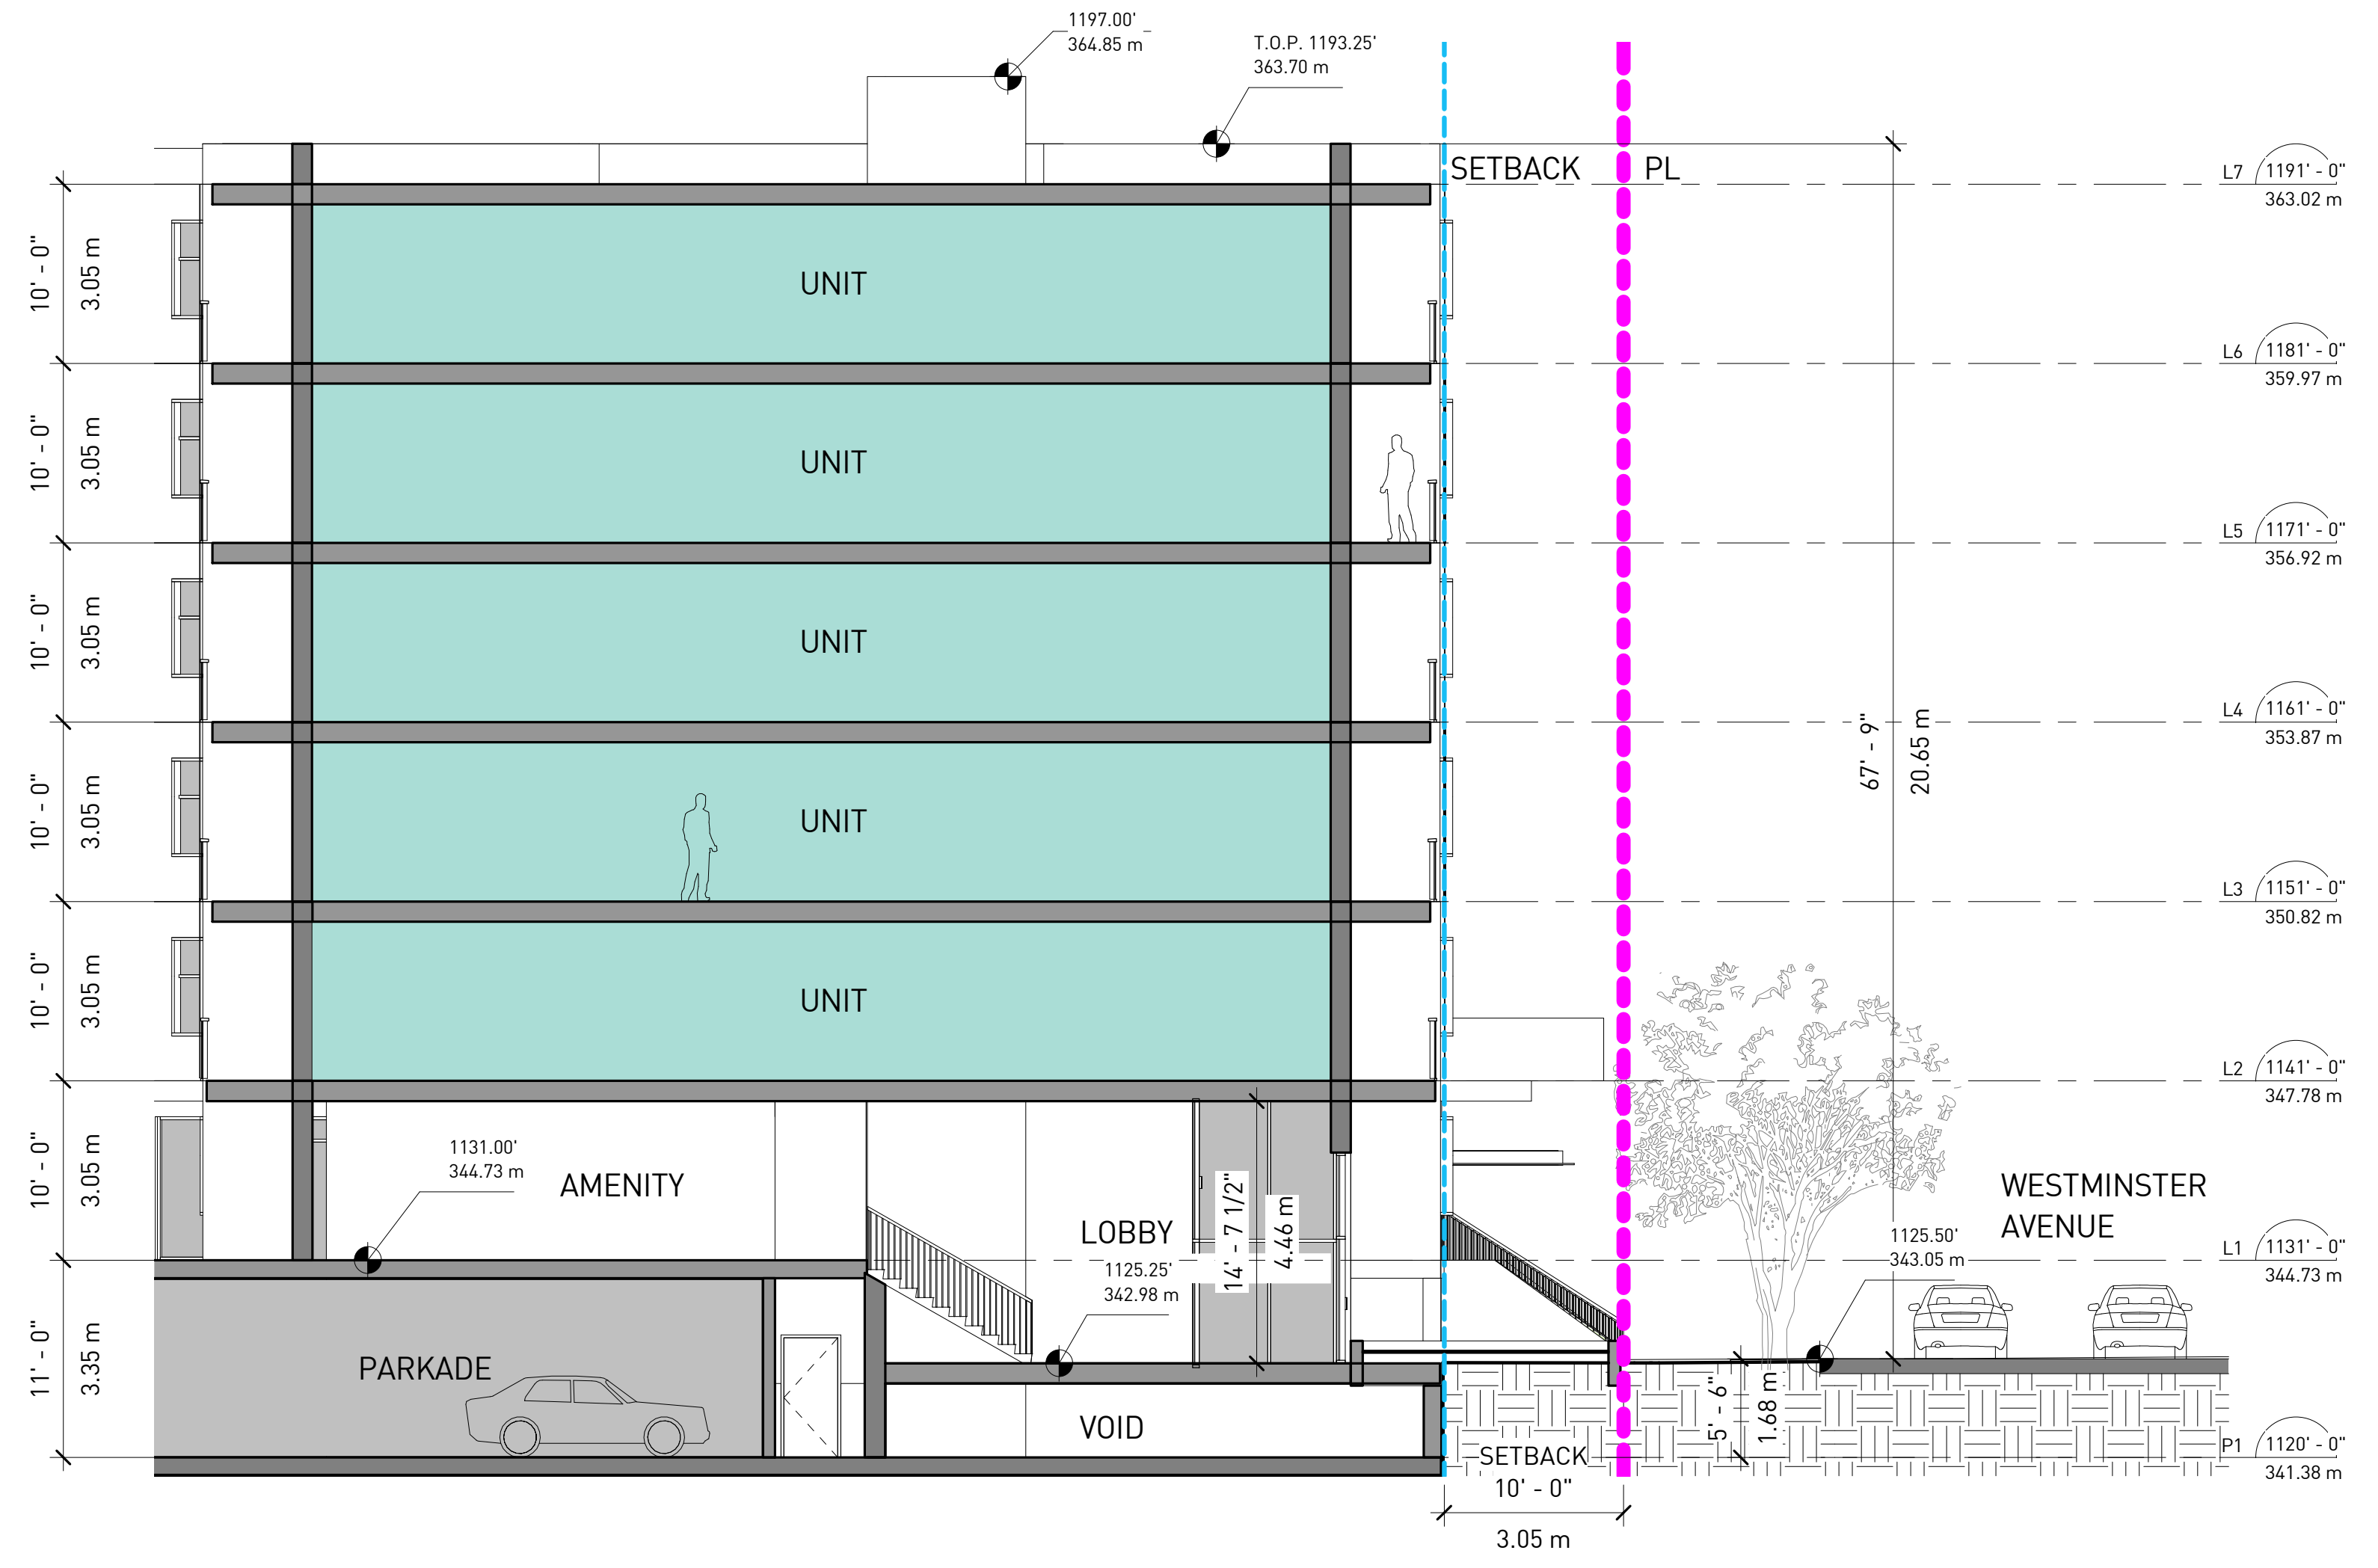 1197.00'
364.85 m
T.O.P. 1193.25'
363.70 m
SETBACK
PL
L7 1191' - 0"
363.02 m
10' - 0"
3.05 m
UNIT
L6 1181' - 0"
359.97 m
10' - 0"
3.05 m
UNIT
L5 1171' - 0"
356.92 m
10' - 0"
3.05 m
UNIT
L4 1161' - 0"
353.87 m
67' - 9"
20.65 m
10' - 0"
3.05 m
UNIT
L3 1151' - 0"
350.82 m
10' - 0"
3.05 m
UNIT
L2 1141' - 0"
347.78 m
10' - 0"
3.05 m
1131.00'
344.73 m
AMENITY
LOBBY
1125.25'
342.98 m
14' - 7 1/2"
4.46 m
WESTMINSTER
AVENUE
1125.50'
343.05 m
L1 1131' - 0"
344.73 m
11' - 0"
3.35 m
PARKADE
VOID
5' - 6"
1.68 m
P1 1120' - 0"
341.38 m
SETBACK
10' - 0"
3.05 m